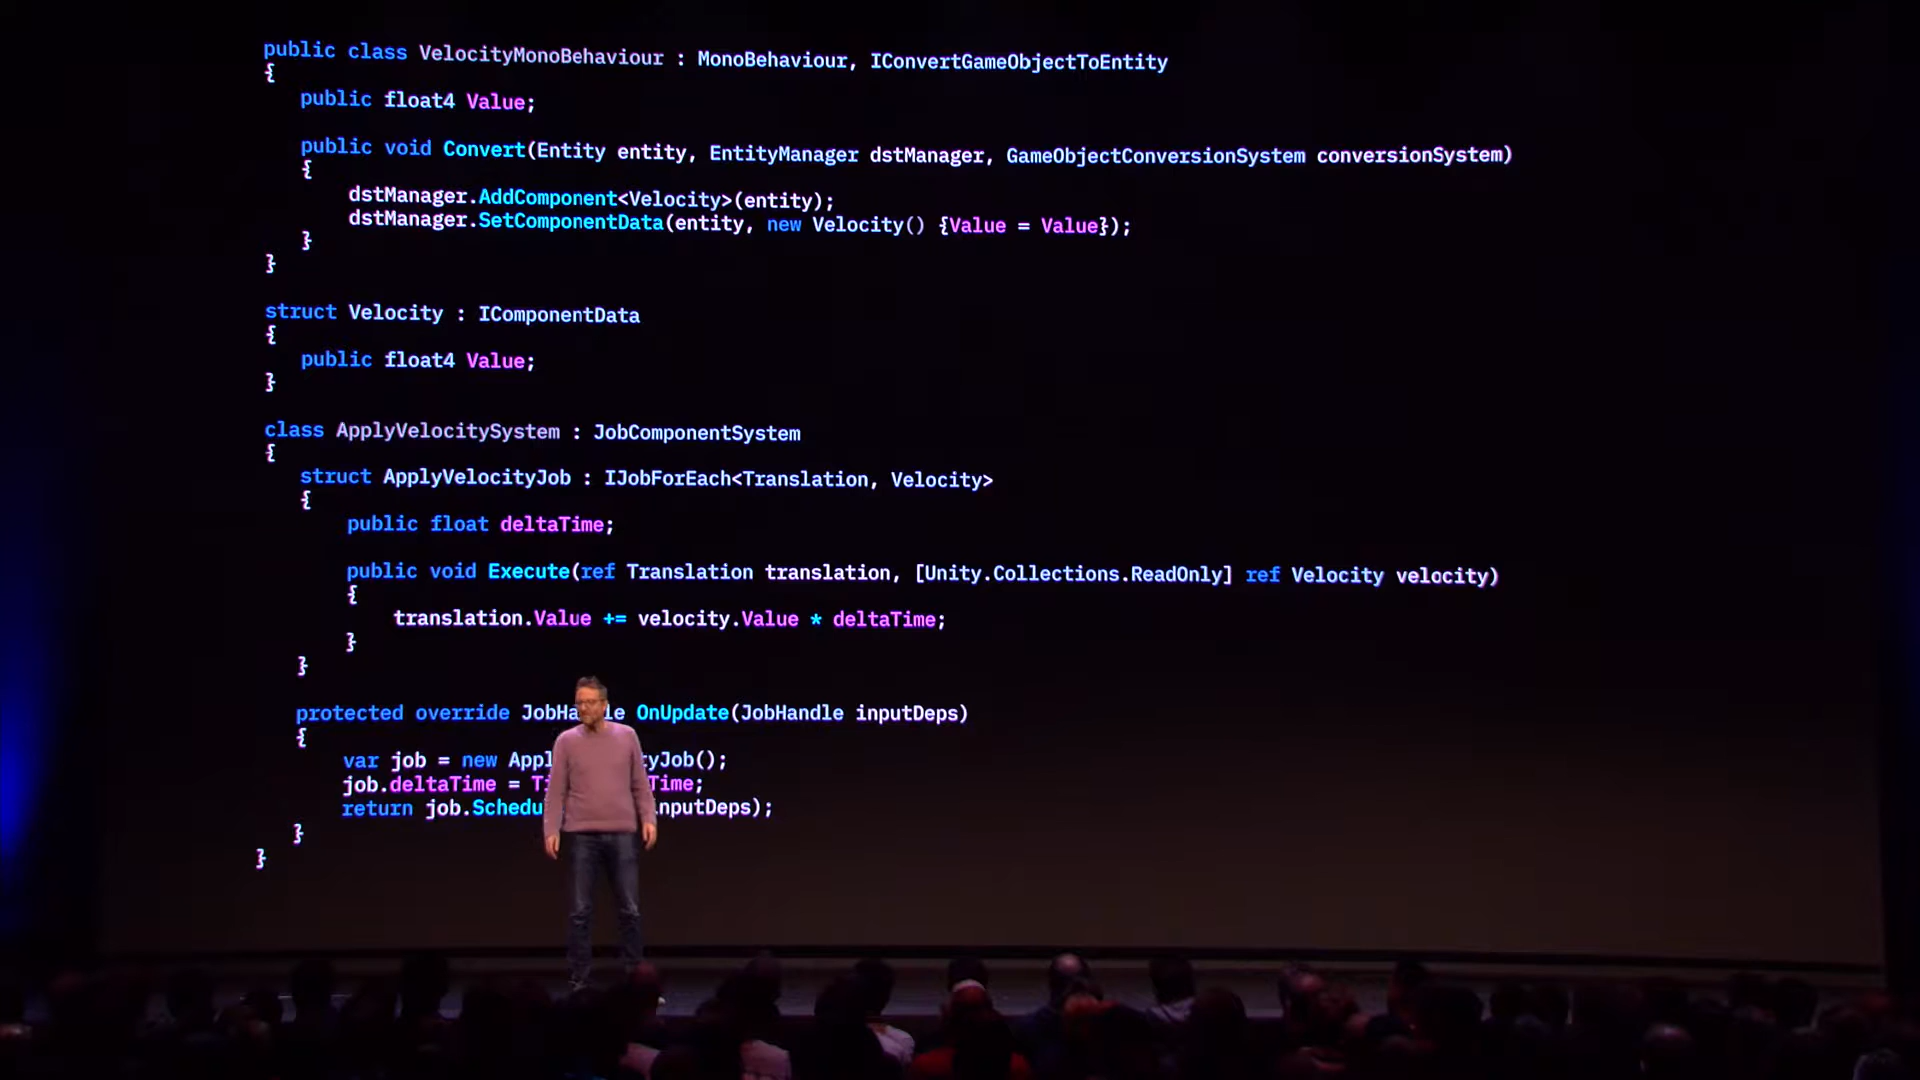 public class VelocityMonoBehaviour : MonoBehaviour, IConvertGameObjectToEntity
{
public float4 Value;
public void Convert(Entity entity, EntityManager dstManager, GameObjectConversionSystem conversionSystem)
{
dstManager.AddComponent<Velocity>(entity);
dstManager.SetComponentData(entity, new Velocity() {Value = Value});
}
}
struct Velocity : IComponentData
{
public float4 Value;
}
class ApplyVelocitySystem : JobComponentSystem
{
struct ApplyVelocityJob : IJobForEach<Translation, Velocity>
{
public float deltaTime;
public void Execute(ref Translation translation, [Unity.Collections.ReadOnly] ref Velocity velocity)
{
translation.Value += velocity.Value * deltaTime;
}
}
protected override OnUpdate(JobHandle inputDeps)
{
var job = new
job.deltaTime =
return
}
}